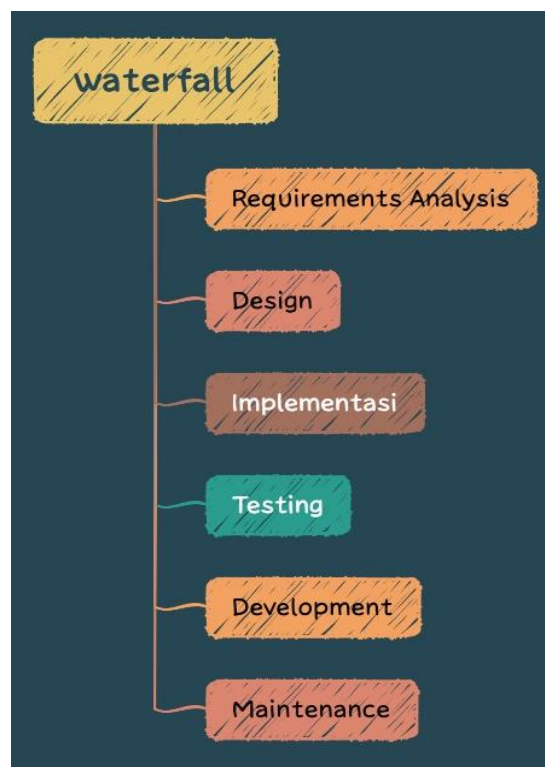 waterfall
Requirements Analysis
Design
Implementasi
Testing
Development
Maintenance